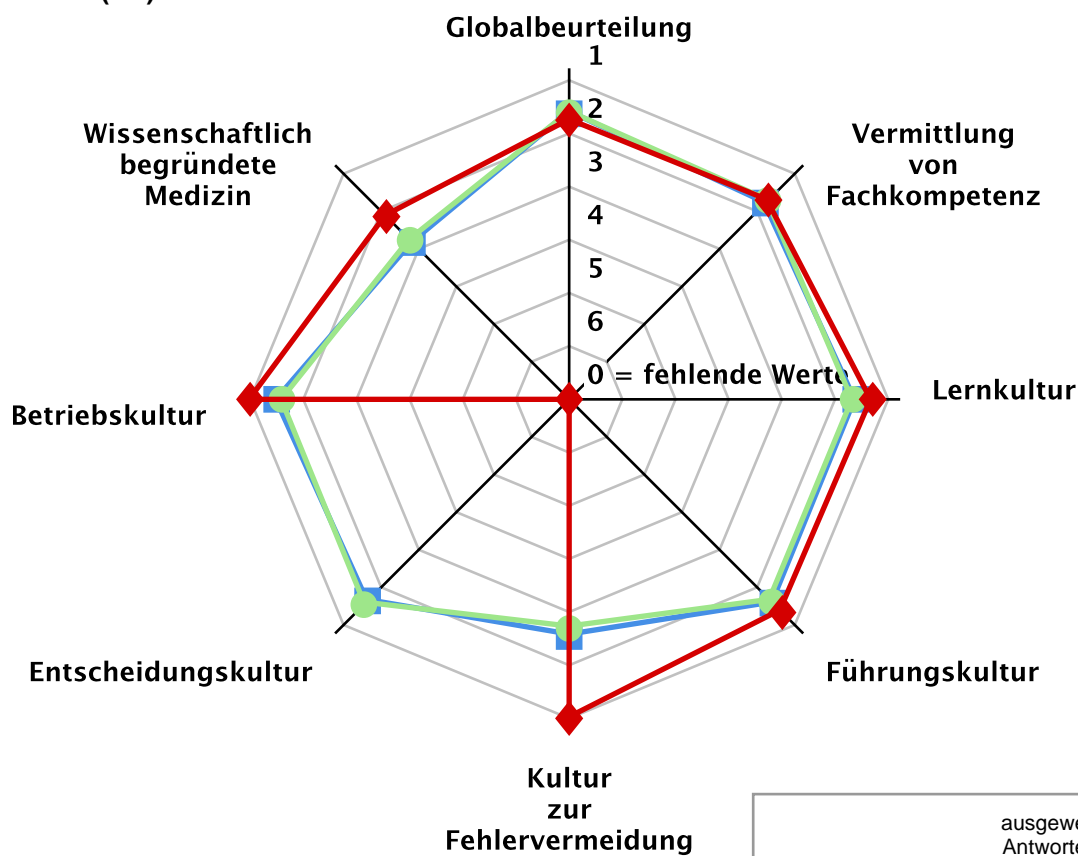 Globalbeurteilung
1
2
3
4
5
6
0 = fehlende Werte
Wissenschaftlich
begründete
Medizin
Vermittlung
von
Fachkompetenz
Lernkultur
Betriebskultur
Entscheidungskultur
Führungskultur
Kultur
zur
Fehlervermeidung